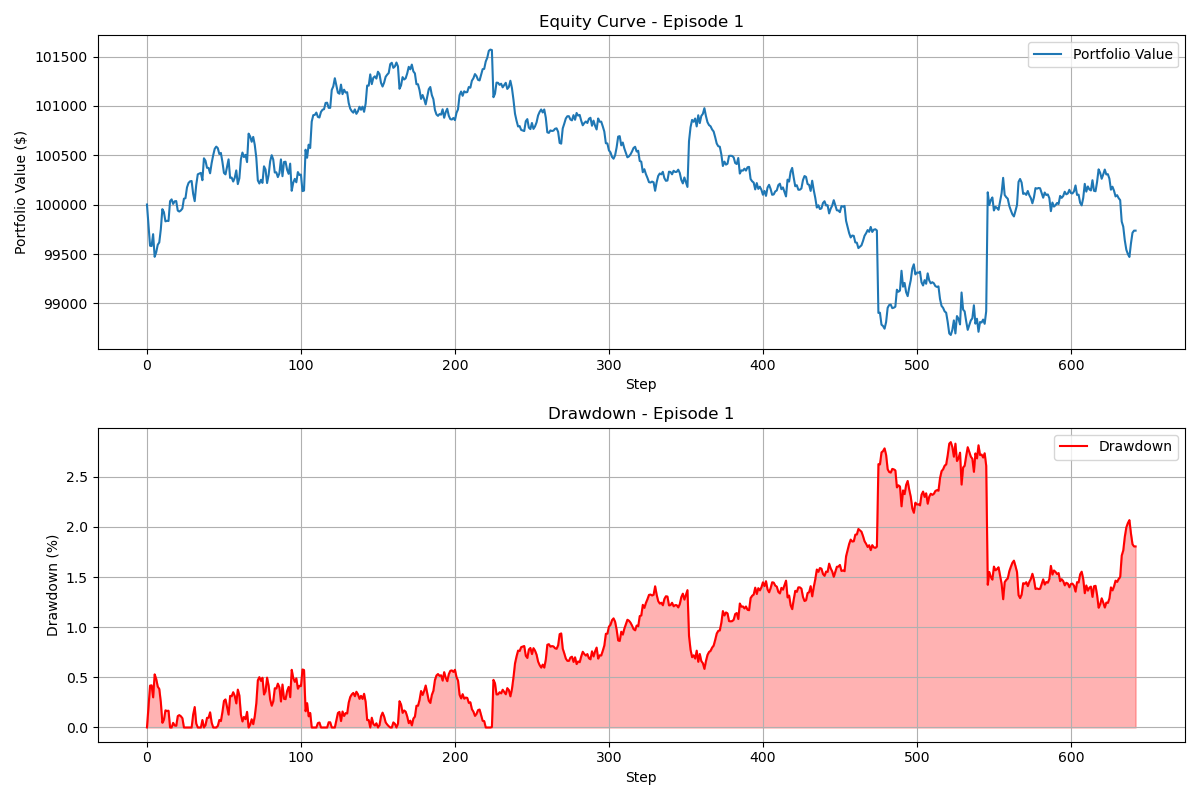 Equity Curve - Episode 1
Portfolio Value ($)
101500
101000
100500
100000
99500
99000
Portfolio Value
0 100 200 300 400 500 600
Step
Drawdown - Episode 1
Drawdown (%)
2.5
2.0
1.5
1.0
0.5
0.0
Drawdown
0 100 200 300 400 500 600
Step